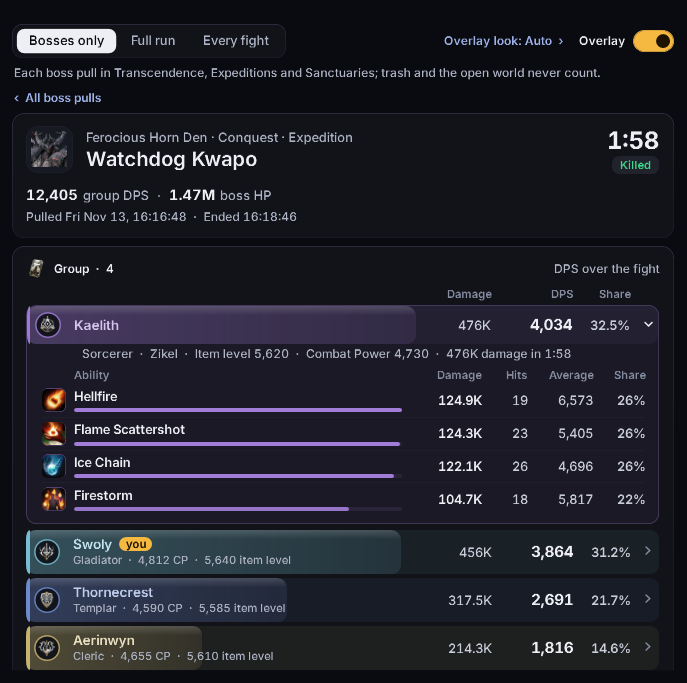 Bosses only Full run Every fight Overlay look: Auto › Overlay
Each boss pull in Transcendence, Expeditions and Sanctuaries; trash and the open world never count.
‹ All boss pulls
Ferocious Horn Den · Conquest · Expedition
Watchdog Kwapo
1:58
Killed
12,405 group DPS · 1.47M boss HP
Pulled Fri Nov 13, 16:16:48 · Ended 16:18:46
Group · 4 DPS over the fight
Damage DPS Share
Kaelith 476K 4,034 32.5%
Sorcerer · Zikel · Item level 5,620 · Combat Power 4,730 · 476K damage in 1:58
Ability Damage Hits Average Share
Hellfire 124.9K 19 6,573 26%
Flame Scattershot 124.3K 23 5,405 26%
Ice Chain 122.1K 26 4,696 26%
Firestorm 104.7K 18 5,817 22%
Swoly you 456K 3,864 31.2%
Gladiator · 4,812 CP · 5,640 item level
Thornecrest 317.5K 2,691 21.7%
Templar · 4,590 CP · 5,585 item level
Aerinwyn 214.3K 1,816 14.6%
Cleric · 4,655 CP · 5,610 item level